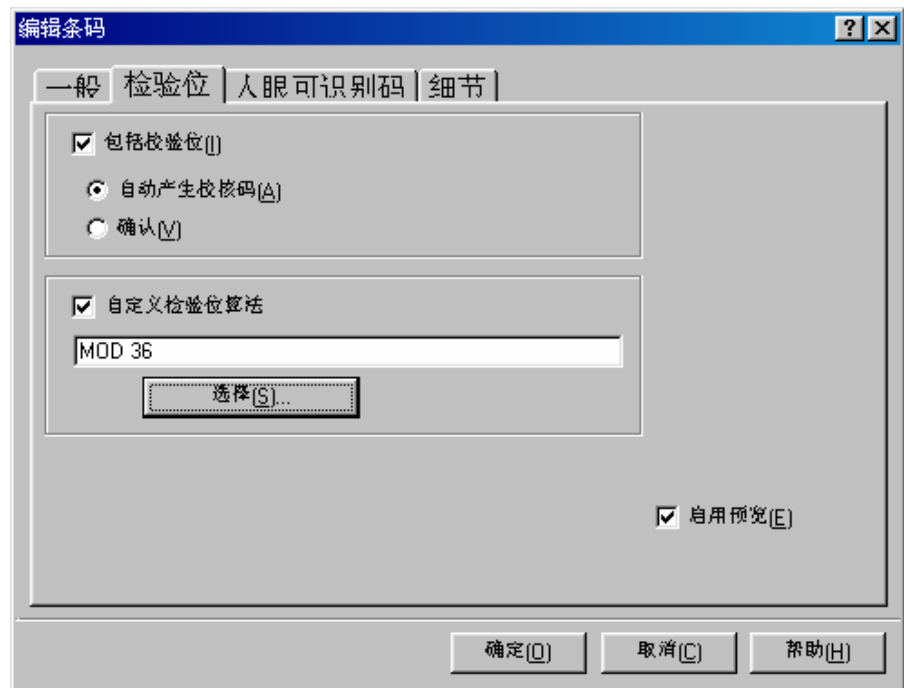 编辑条码
一般 检验位 人眼可识别码 细节
包括校验位(I)
自动产生校核码(A)
确认(V)
自定义检验位算法
MOD 36
选择(S)...
启用预览(E)
确定(O) 取消(C) 帮助(H)